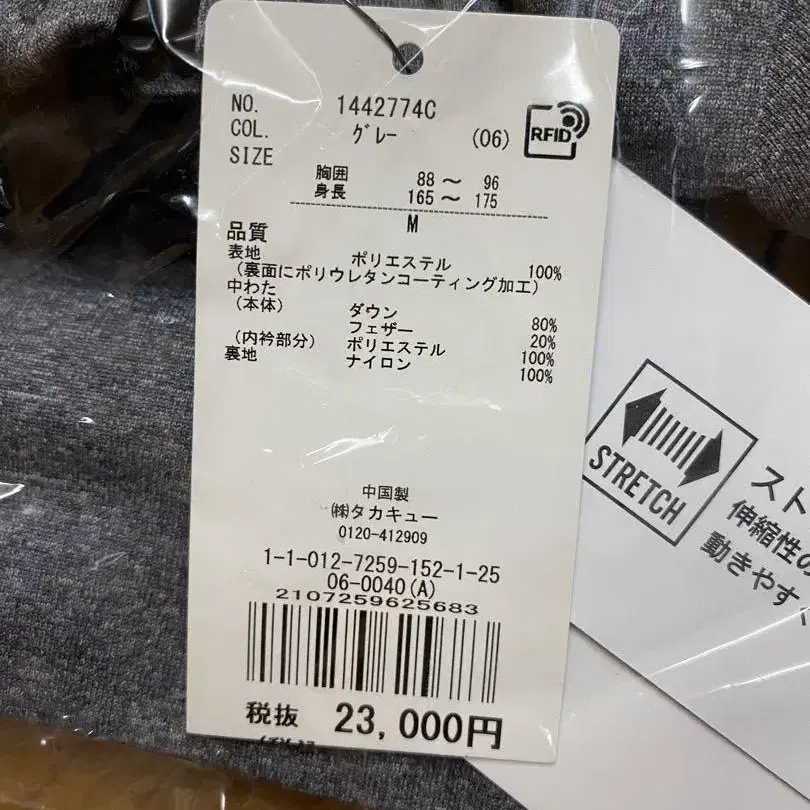 NO. 1442774C
COL. グレー (06)
RFID
SIZE
胸囲 88 ～ 96
身長 165 ～ 175
M
品質
表地 ポリエステル 100%
(裏面にポリウレタンコーティング加工)
中わた
(本体) ダウン 80%
フェザー 20%
(内衿部分) ポリエステル 100%
裏地 ナイロン 100%
中国製
㈱タカキュー
0120-412909
1-1-012-7259-152-1-25
06-0040(A)
2107259625683
税抜 23,000円
STRETCH
スト
伸縮性の
動きやすく